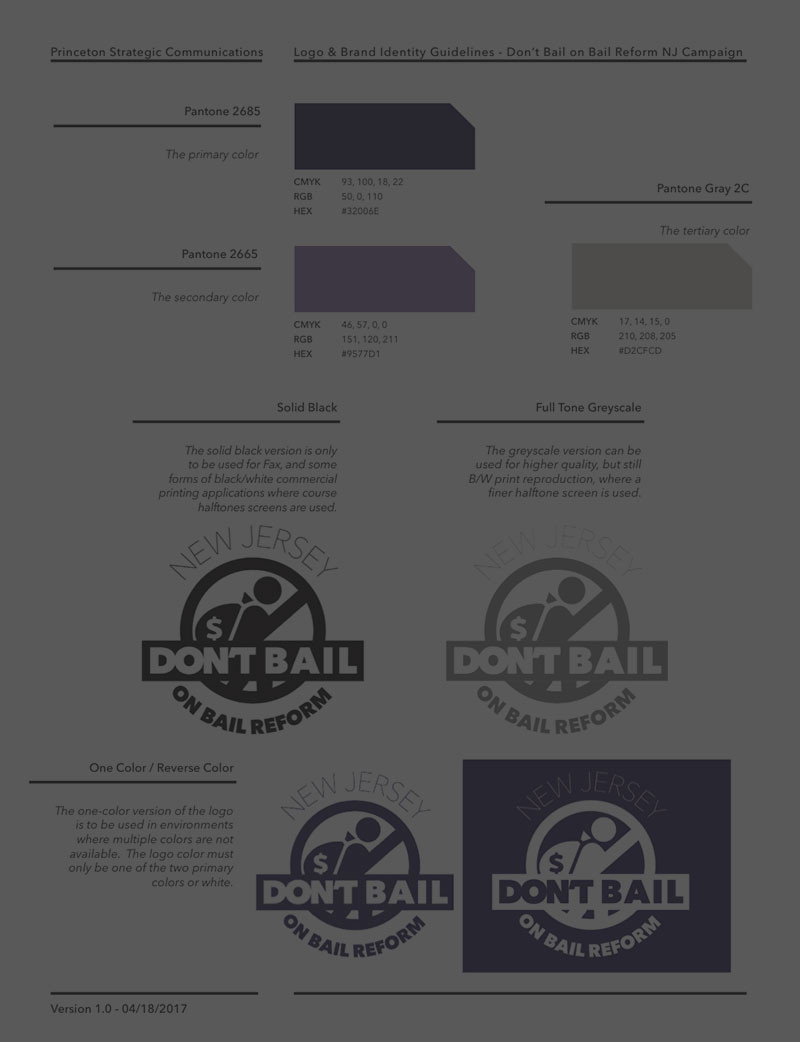 Princeton Strategic Communications
Logo & Brand Identity Guidelines - Don't Bail on Bail Reform NJ Campaign
Pantone 2685
The primary color
CMYK 93, 100, 18, 22
RGB 50, 0, 110
HEX #32006E
Pantone Gray 2C
The tertiary color
CMYK 17, 14, 15, 0
RGB 210, 208, 205
HEX #D2CFCD
Pantone 2665
The secondary color
CMYK 46, 57, 0, 0
RGB 151, 120, 211
HEX #9577D1
Solid Black
The solid black version is only
to be used for Fax, and some
forms of black/white commercial
printing applications where course
halftones screens are used.
NEW JERSEY
$
DON'T BAIL
ON BAIL REFORM
Full Tone Greyscale
The greyscale version can be
used for higher quality, but still
B/W print reproduction, where a
finer halftone screen is used.
NEW JERSEY
$
DON'T BAIL
ON BAIL REFORM
One Color / Reverse Color
The one-color version of the logo
is to be used in environments
where multiple colors are not
available. The logo color must
only be one of the two primary
colors or white.
NEW JERSEY
$
DON'T BAIL
ON BAIL REFORM
NEW JERSEY
$
DON'T BAIL
ON BAIL REFORM
Version 1.0 - 04/18/2017